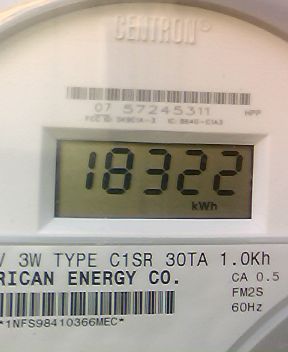 CENTRON®
07 57245311 HPP
18322
kWh
V 3W TYPE C1SR 30TA 1.0Kh
RICAN ENERGY CO. CA 0.5
FM2S
60Hz
*1NFS98410366MEC*